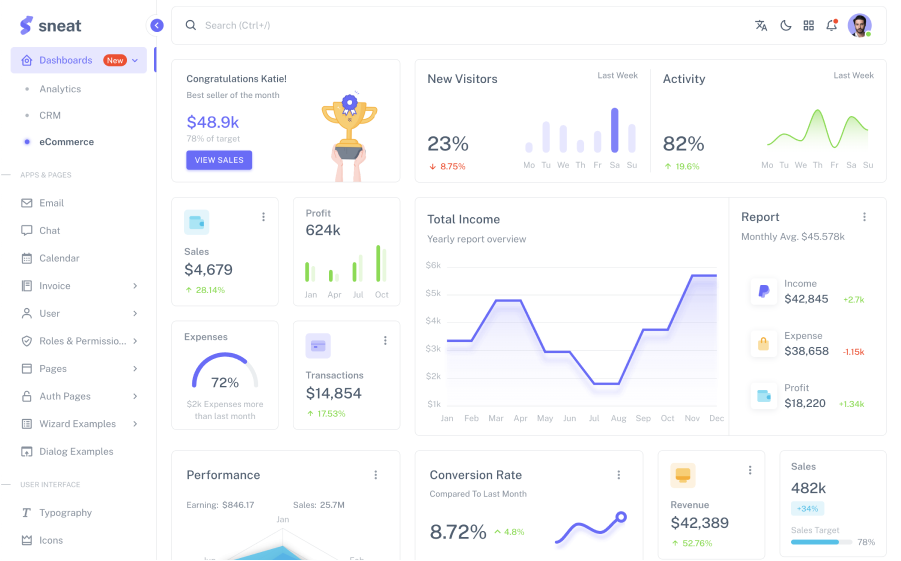 sneat
Search (Ctrl+/)
Dashboards
New
Analytics
CRM
eCommerce
APPS & PAGES
Email
Chat
Calendar
Invoice
User
Roles & Permissio...
Pages
Auth Pages
Wizard Examples
Dialog Examples
USER INTERFACE
Typography
Icons
Congratulations Katie!
Best seller of the month
$48.9k
78% of target
VIEW SALES
New Visitors
Last Week
23%
8.75%
Mo Tu We Th Fr Sa Su
Activity
Last Week
82%
19.6%
Mo Tu We Th Fr Sa Su
Sales
$4,679
28.14%
Profit
624k
Jan Apr Jul Oct
Expenses
72%
$2k Expenses more
than last month
Transactions
$14,854
17.53%
Total Income
Yearly report overview
$6k
$5k
$4k
$3k
$2k
$1k
Jan Feb Mar Apr May Jun Jul Aug Sep Oct Nov Dec
Report
Monthly Avg. $45.578k
Income
$42,845
+2.7k
Expense
$38,658
-1.15k
Profit
$18,220
+1.34k
Performance
Earning: $846.17
Sales: 25.7M
Jan
Feb
Conversion Rate
Compared To Last Month
8.72%
4.8%
Revenue
$42,389
52.76%
Sales
482k
+34%
Sales Target
78%